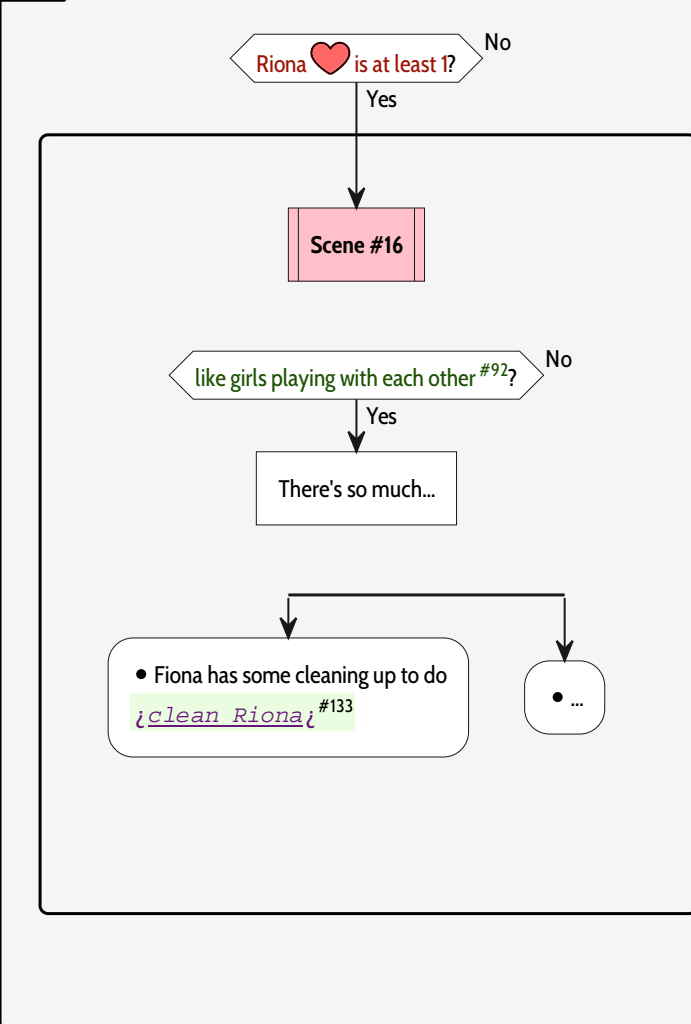 No
Riona is at least 1?
Yes
Scene #16
No
like girls playing with each other #92?
Yes
There's so much...
• Fiona has some cleaning up to do
¿clean Riona¿#133
• ...